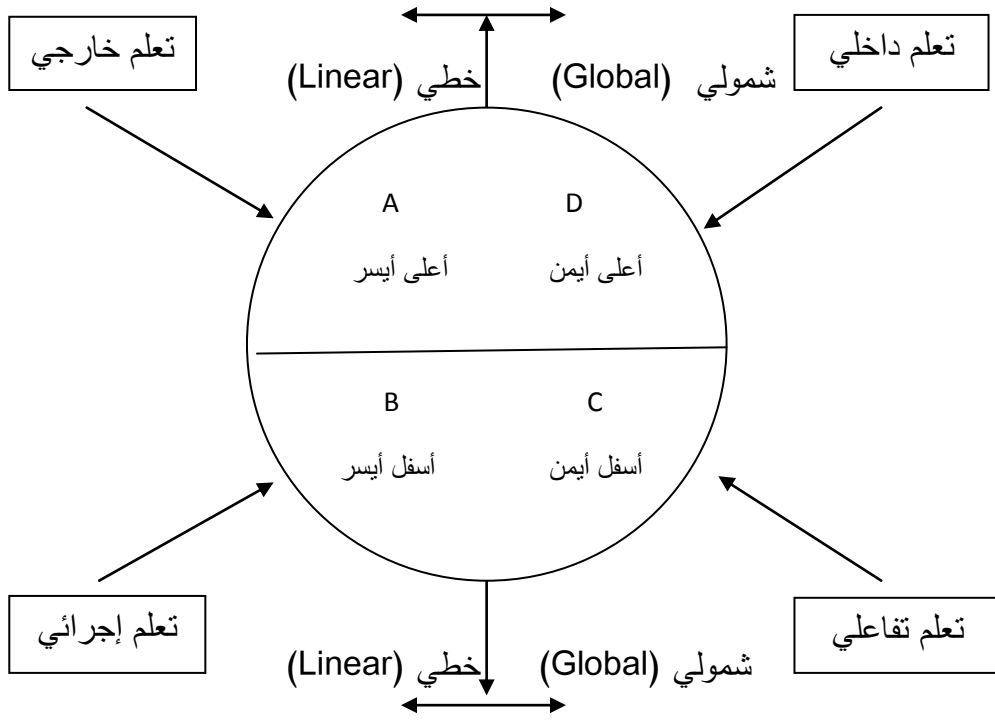 تعلم داخلي
تعلم خارجي
شمولي (Global)
خطي (Linear)
D
A
أعلى أيمن
أعلى أيسر
C
B
أسفل أيمن
أسفل أيسر
تعلم تفاعلي
تعلم إجرائي
شمولي (Global)
خطي (Linear)